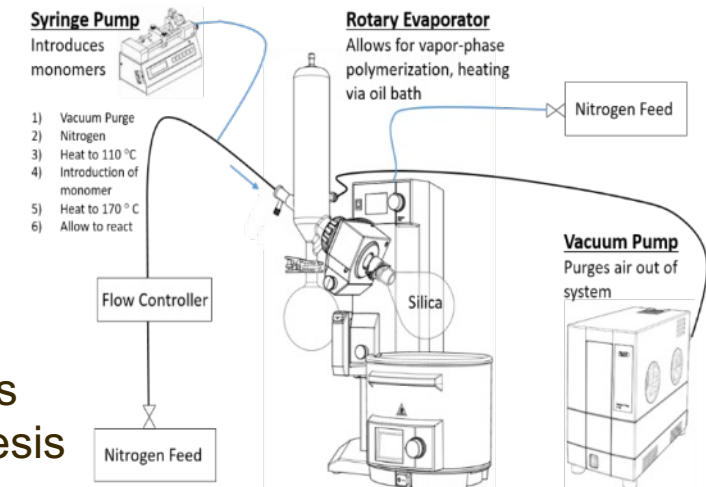 Syringe Pump
Introduces
monomers
1) Vacuum Purge
2) Nitrogen
3) Heat to 110 °C
4) Introduction of
monomer
5) Heat to 170 ° C
6) Allow to react
Rotary Evaporator
Allows for vapor-phase
polymerization, heating
via oil bath
Nitrogen Feed
Vacuum Pump
Purges air out of
system
Flow Controller
Silica
s
esis
Nitrogen Feed